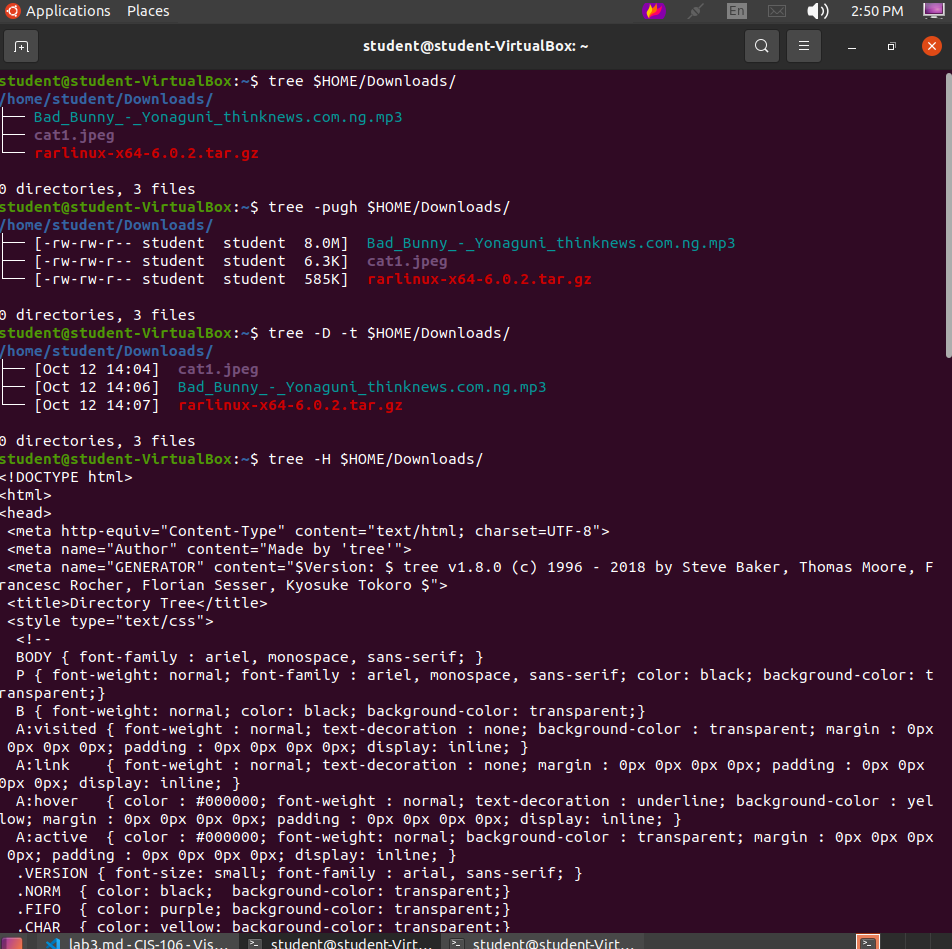 Applications Places En 2:50 PM
student@student-VirtualBox: ~
student@student-VirtualBox:~$ tree $HOME/Downloads/
/home/student/Downloads/
├── Bad_Bunny_-_Yonaguni_thinknews.com.ng.mp3
├── cat1.jpeg
└── rarlinux-x64-6.0.2.tar.gz
0 directories, 3 files
student@student-VirtualBox:~$ tree -pugh $HOME/Downloads/
/home/student/Downloads/
├── [-rw-rw-r-- student  student  8.0M]  Bad_Bunny_-_Yonaguni_thinknews.com.ng.mp3
├── [-rw-rw-r-- student  student  6.3K]  cat1.jpeg
└── [-rw-rw-r-- student  student  585K]  rarlinux-x64-6.0.2.tar.gz
0 directories, 3 files
student@student-VirtualBox:~$ tree -D -t $HOME/Downloads/
/home/student/Downloads/
├── [Oct 12 14:04]  cat1.jpeg
├── [Oct 12 14:06]  Bad_Bunny_-_Yonaguni_thinknews.com.ng.mp3
└── [Oct 12 14:07]  rarlinux-x64-6.0.2.tar.gz
0 directories, 3 files
student@student-VirtualBox:~$ tree -H $HOME/Downloads/
<!DOCTYPE html>
<html>
<head>
 <meta http-equiv="Content-Type" content="text/html; charset=UTF-8">
 <meta name="Author" content="Made by 'tree'">
 <meta name="GENERATOR" content="$Version: $ tree v1.8.0 (c) 1996 - 2018 by Steve Baker, Thomas Moore, F
rancesc Rocher, Florian Sesser, Kyosuke Tokoro $">
 <title>Directory Tree</title>
 <style type="text/css">
  <!--
  BODY { font-family : ariel, monospace, sans-serif; }
  P { font-weight: normal; font-family : ariel, monospace, sans-serif; color: black; background-color: t
ransparent;}
  B { font-weight: normal; color: black; background-color: transparent;}
  A:visited { font-weight : normal; text-decoration : none; background-color : transparent; margin : 0px
 0px 0px 0px; padding : 0px 0px 0px 0px; display: inline; }
  A:link    { font-weight : normal; text-decoration : none; margin : 0px 0px 0px 0px; padding : 0px 0px
0px 0px; display: inline; }
  A:hover   { color : #000000; font-weight : normal; text-decoration : underline; background-color : yel
low; margin : 0px 0px 0px 0px; padding : 0px 0px 0px 0px; display: inline; }
  A:active  { color : #000000; font-weight: normal; background-color : transparent; margin : 0px 0px 0px
 0px; padding : 0px 0px 0px 0px; display: inline; }
  .VERSION { font-size: small; font-family : arial, sans-serif; }
  .NORM  { color: black;  background-color: transparent;}
  .FIFO  { color: purple; background-color: transparent;}
  .CHAR  { color: yellow; background-color: transparent;}
lab3.md - CIS-106 - Vis... student@student-Virt... student@student-Virt...